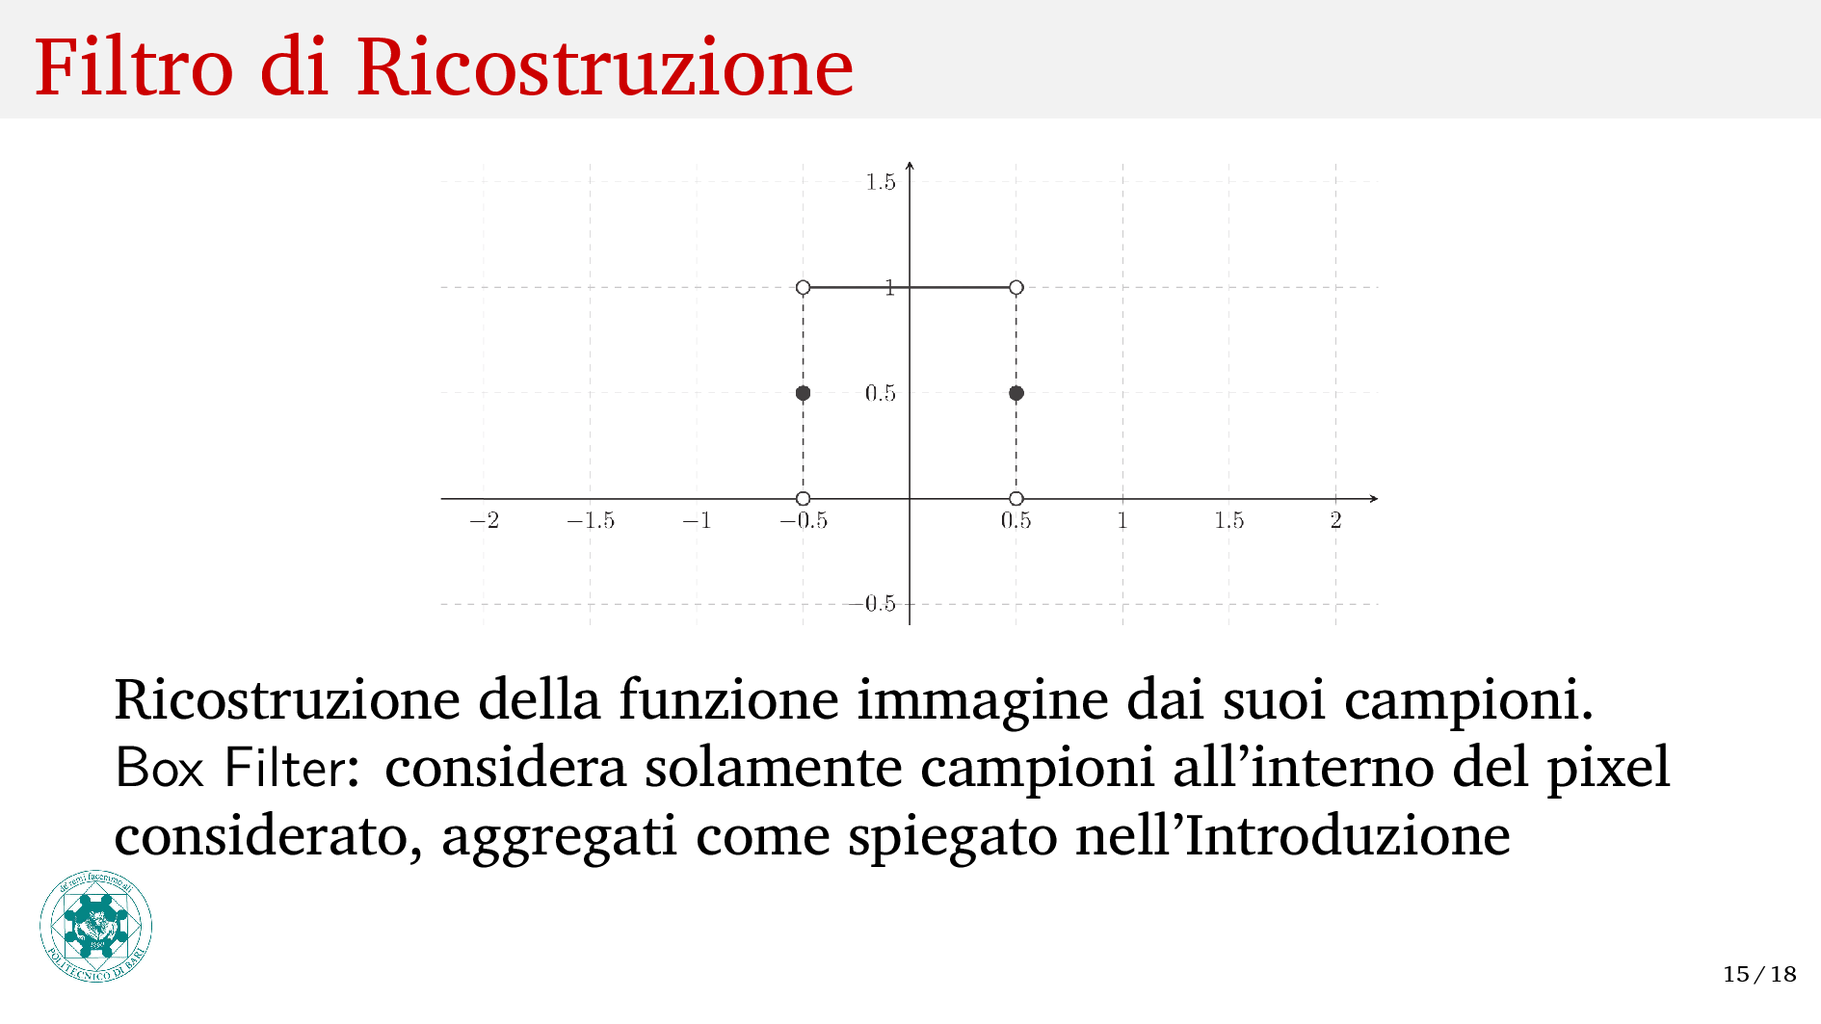 Filtro di Ricostruzione
1.5
1
0.5
−2 −1.5 −1 −0.5 0.5 1 1.5 2
−0.5
Ricostruzione della funzione immagine dai suoi campioni.
Box Filter: considera solamente campioni all’interno del pixel
considerato, aggregati come spiegato nell’Introduzione
POLITECNICO DI BARI
15 / 18